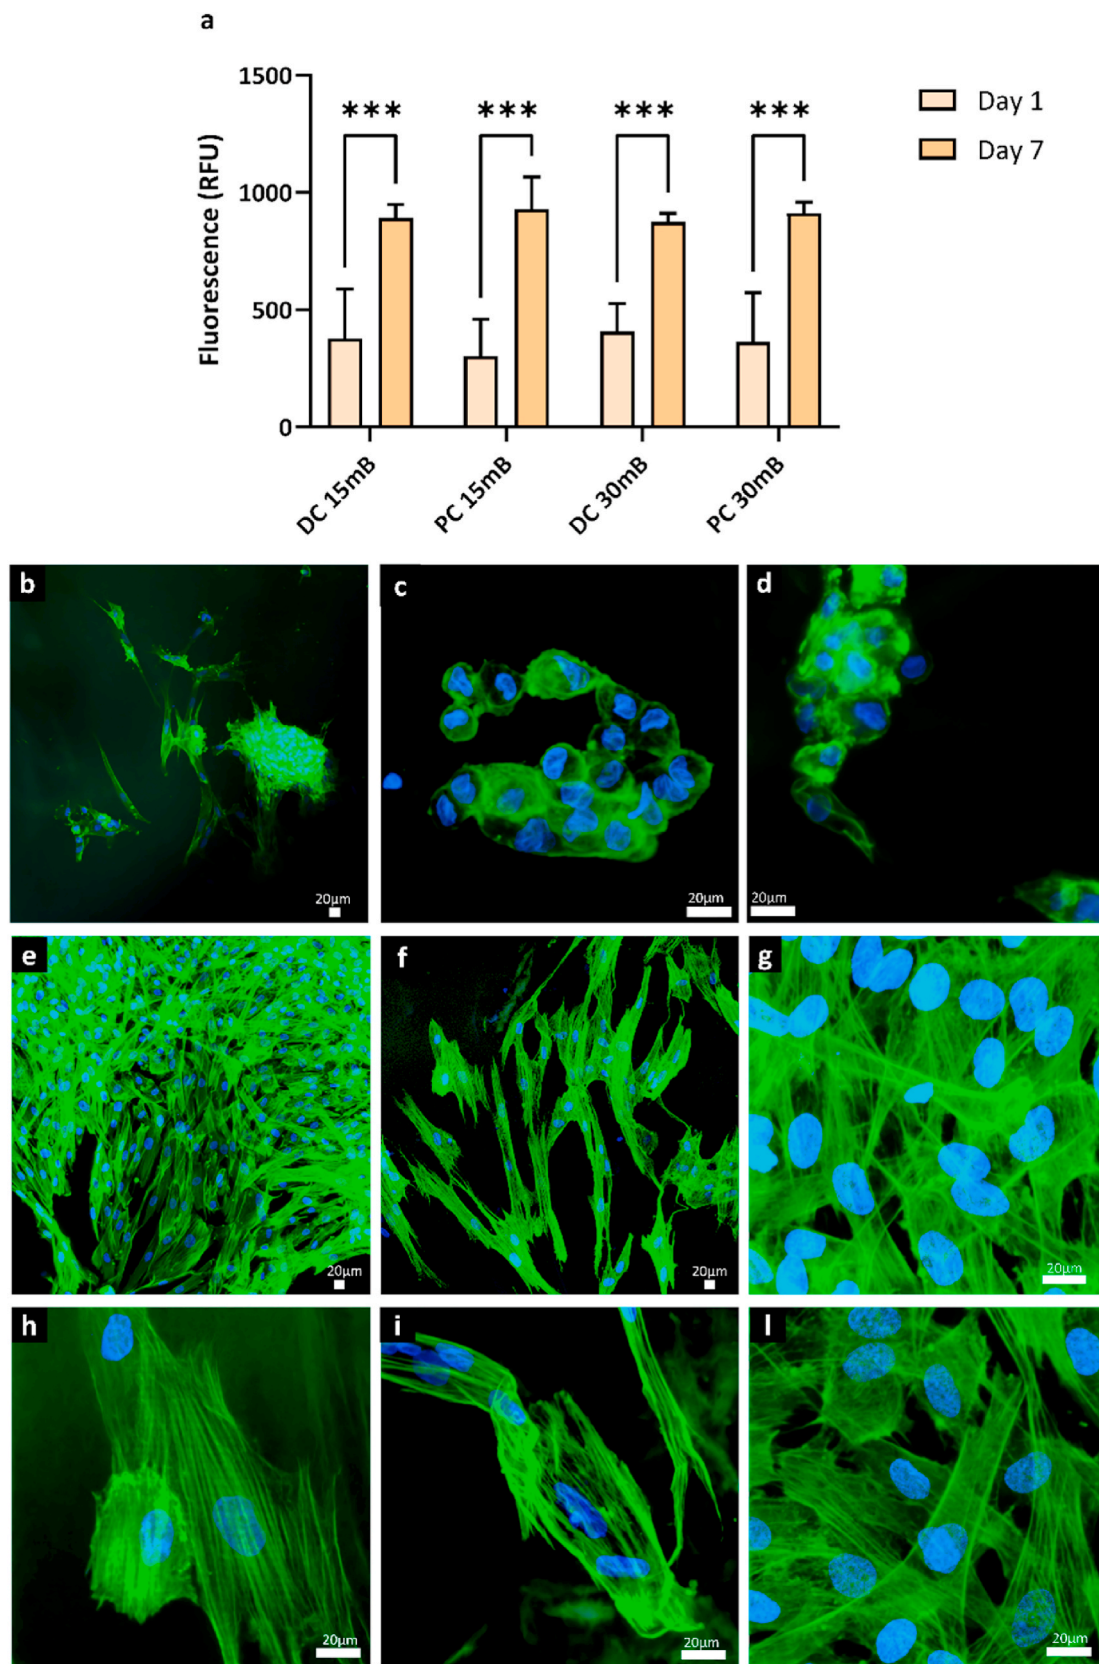 a
1500
1000
500
0
Fluorescence (RFU)
***
***
***
***
Day 1
Day 7
DC 15mB
PC 15mB
DC 30mB
PC 30mB
b
20μm
c
20μm
d
20μm
e
20μm
f
20μm
g
20μm
h
20μm
i
20μm
l
20μm